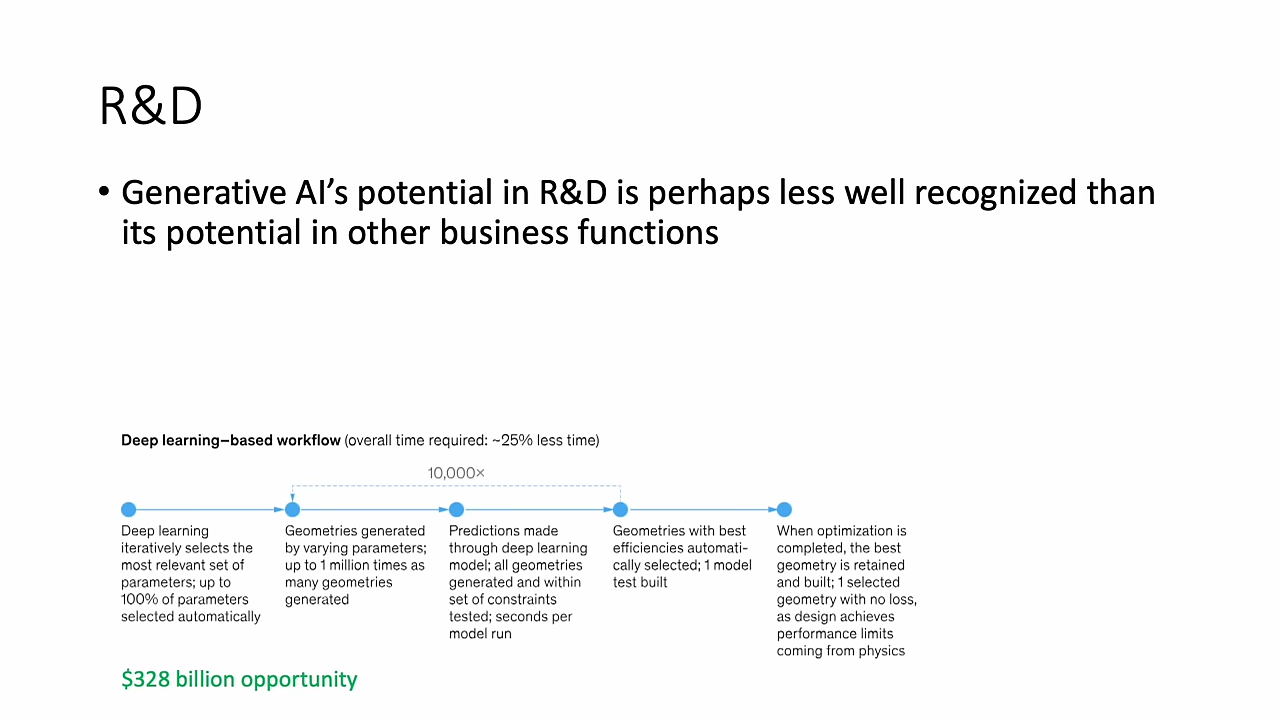 R&D
• Generative AI’s potential in R&D is perhaps less well recognized than
its potential in other business functions
Deep learning–based workflow (overall time required: ~25% less time)
10,000×
Deep learning
iteratively selects the
most relevant set of
parameters; up to
100% of parameters
selected automatically
Geometries generated
by varying parameters;
up to 1 million times as
many geometries
generated
Predictions made
through deep learning
model; all geometries
generated and within
set of constraints
tested; seconds per
model run
Geometries with best
efficiencies automati-
cally selected; 1 model
test built
When optimization is
completed, the best
geometry is retained
and built; 1 selected
geometry with no loss,
as design achieves
performance limits
coming from physics
$328 billion opportunity